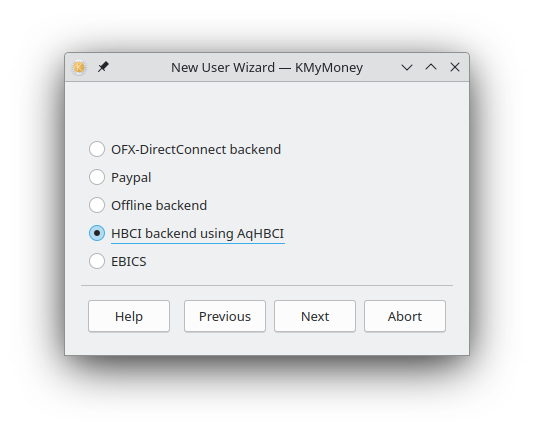 New User Wizard — KMyMoney
OFX-DirectConnect backend
Paypal
Offline backend
HBCI backend using AqHBCI
EBICS
Help Previous Next Abort